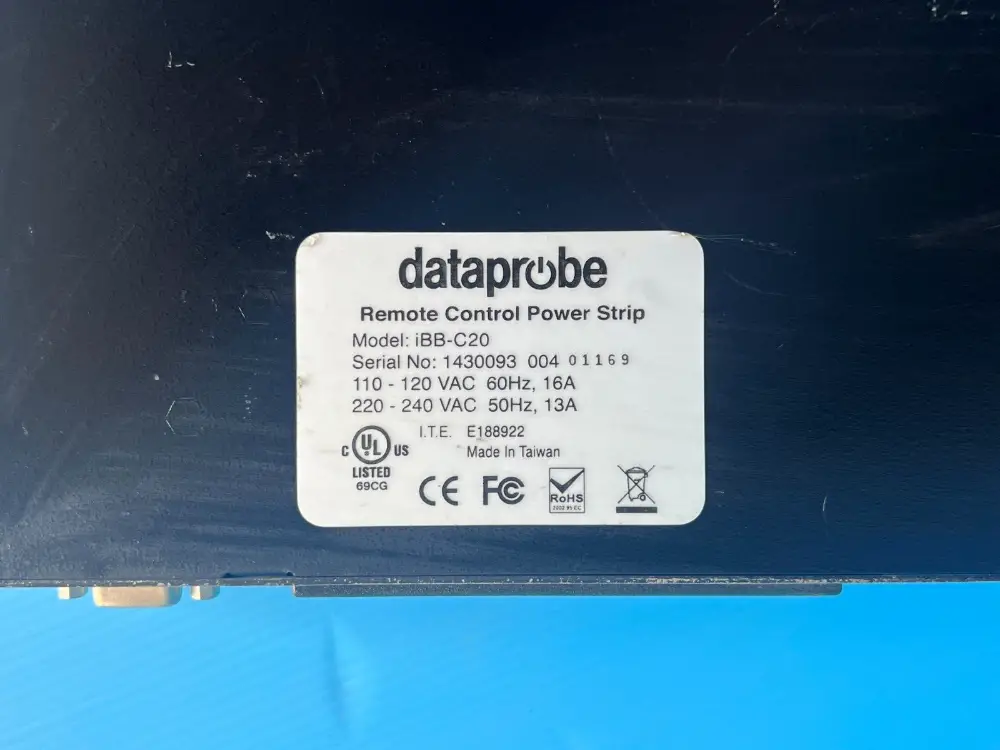 dataprobe
Remote Control Power Strip
Model: iBB-C20
Serial No: 1430093 004 01169
110 - 120 VAC 60Hz, 16A
220 - 240 VAC 50Hz, 13A
I.T.E. E188922
Made In Taiwan
C UL US
LISTED
69CG
CE FC RoHS